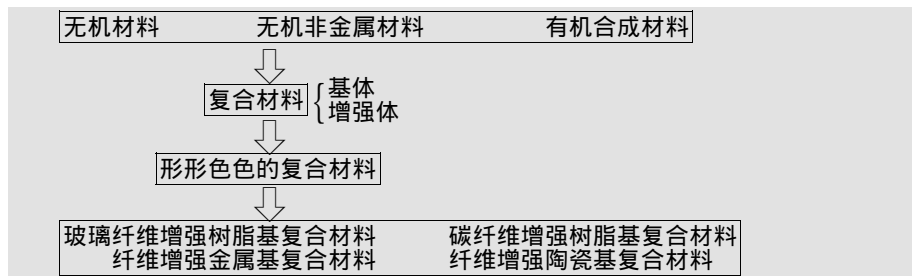 无机材料 无机非金属材料 有机合成材料
复合材料
基体
增强体
形形色色的复合材料
玻璃纤维增强树脂基复合材料 碳纤维增强树脂基复合材料
纤维增强金属基复合材料 纤维增强陶瓷基复合材料